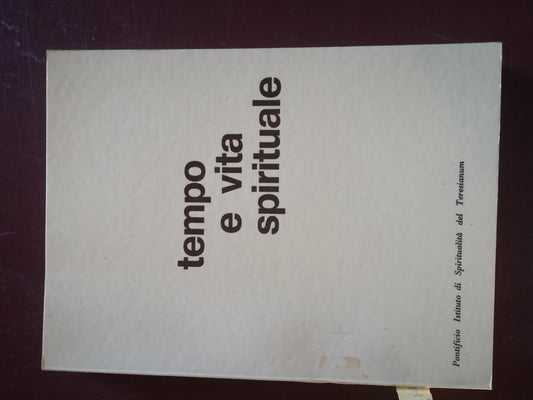 tempo
e vita
spirituale
Pontificio Istituto di Spiritualità del Teresianum